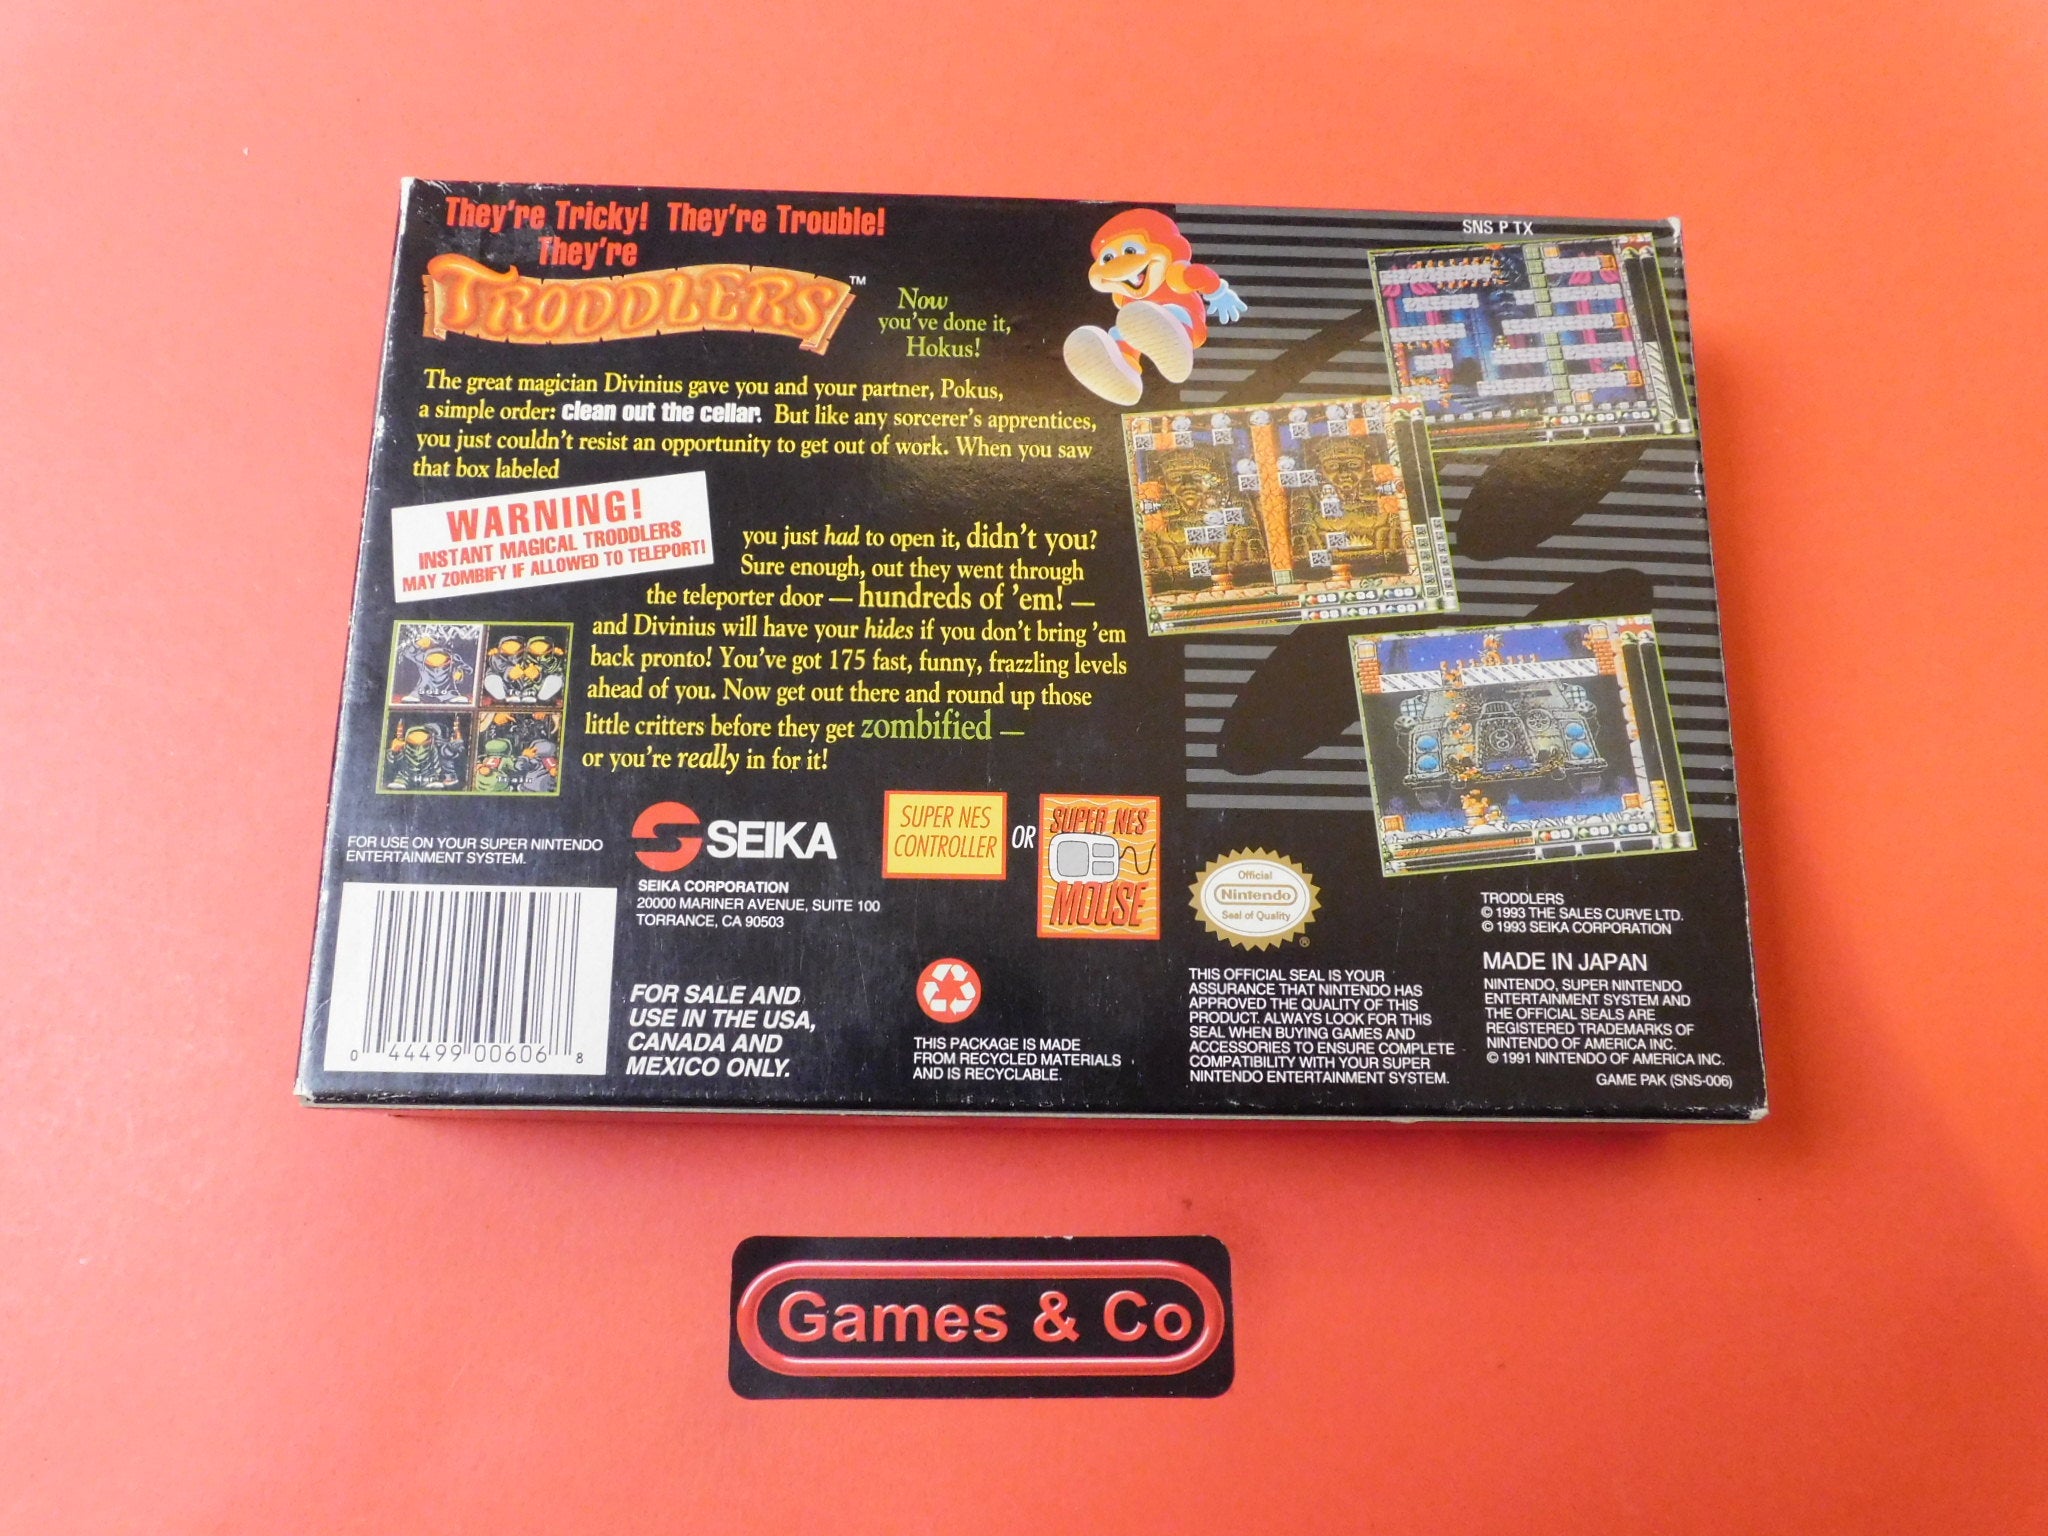 They're Tricky! They're Trouble!
They're
TRODDLERS™
Now
you've done it,
Hokus!
The great magician Divinius gave you and your partner, Pokus,
a simple order: clean out the cellar. But like any sorcerer's apprentices,
you just couldn't resist an opportunity to get out of work. When you saw
that box labeled
WARNING!
INSTANT MAGICAL TRODDLERS
MAY ZOMBIFY IF ALLOWED TO TELEPORT!
you just had to open it, didn't you?
Sure enough, out they went through
the teleporter door — hundreds of 'em! —
and Divinius will have your hides if you don't bring 'em
back pronto! You've got 175 fast, funny, frazzling levels
ahead of you. Now get out there and round up those
little critters before they get zombified —
or you're really in for it!
SNS P TX
Solo
Team
War
FOR USE ON YOUR SUPER NINTENDO
ENTERTAINMENT SYSTEM.
0 44499 00606 8
SEIKA
SEIKA CORPORATION
20000 MARINER AVENUE, SUITE 100
TORRANCE, CA 90503
FOR SALE AND
USE IN THE USA,
CANADA AND
MEXICO ONLY.
SUPER NES
CONTROLLER
OR
SUPER NES
MOUSE
THIS PACKAGE IS MADE
FROM RECYCLED MATERIALS
AND IS RECYCLABLE.
Official
Nintendo
Seal of Quality
®
THIS OFFICIAL SEAL IS YOUR
ASSURANCE THAT NINTENDO HAS
APPROVED THE QUALITY OF THIS
PRODUCT. ALWAYS LOOK FOR THIS
SEAL WHEN BUYING GAMES AND
ACCESSORIES TO ENSURE COMPLETE
COMPATIBILITY WITH YOUR SUPER
NINTENDO ENTERTAINMENT SYSTEM.
TRODDLERS
© 1993 THE SALES CURVE LTD.
© 1993 SEIKA CORPORATION
MADE IN JAPAN
NINTENDO, SUPER NINTENDO
ENTERTAINMENT SYSTEM AND
THE OFFICIAL SEALS ARE
REGISTERED TRADEMARKS OF
NINTENDO OF AMERICA INC.
© 1991 NINTENDO OF AMERICA INC.
GAME PAK (SNS-006)
Games & Co